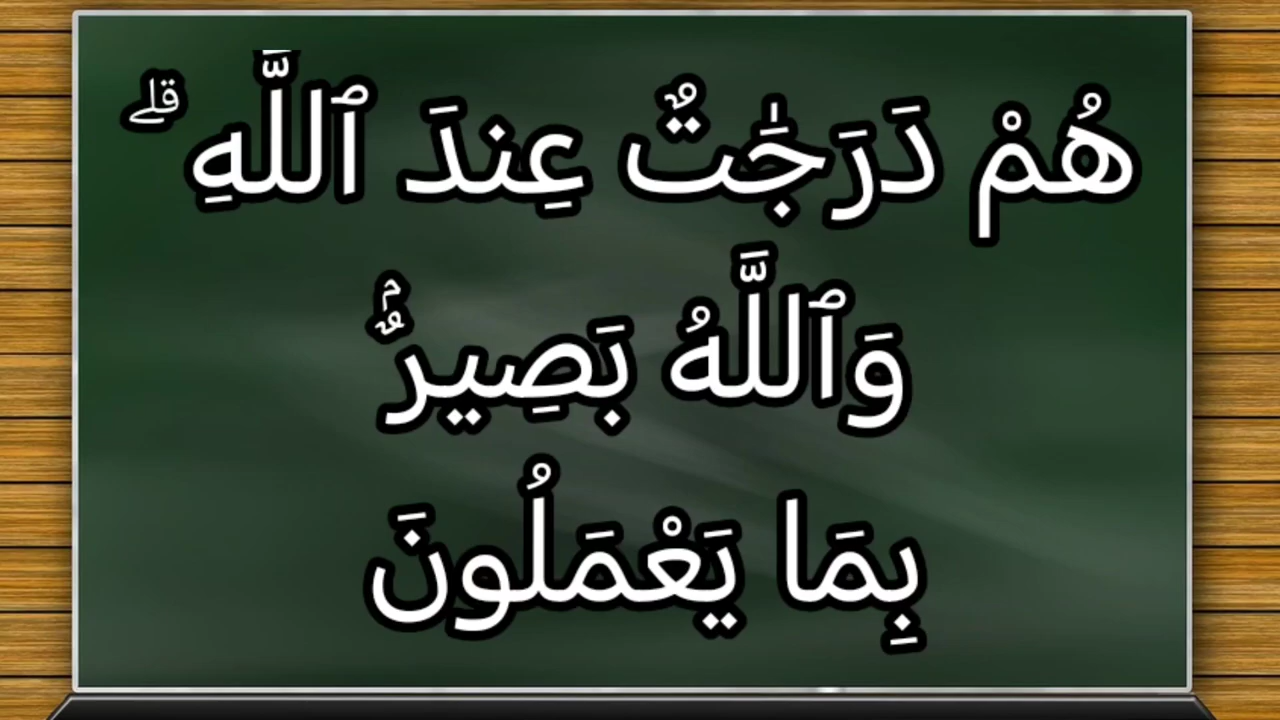 هُمْ دَرَجَٰتٌ عِندَ ٱللَّهِ ۗ
وَٱللَّهُ بَصِيرٌۢ
بِمَا يَعْمَلُونَ